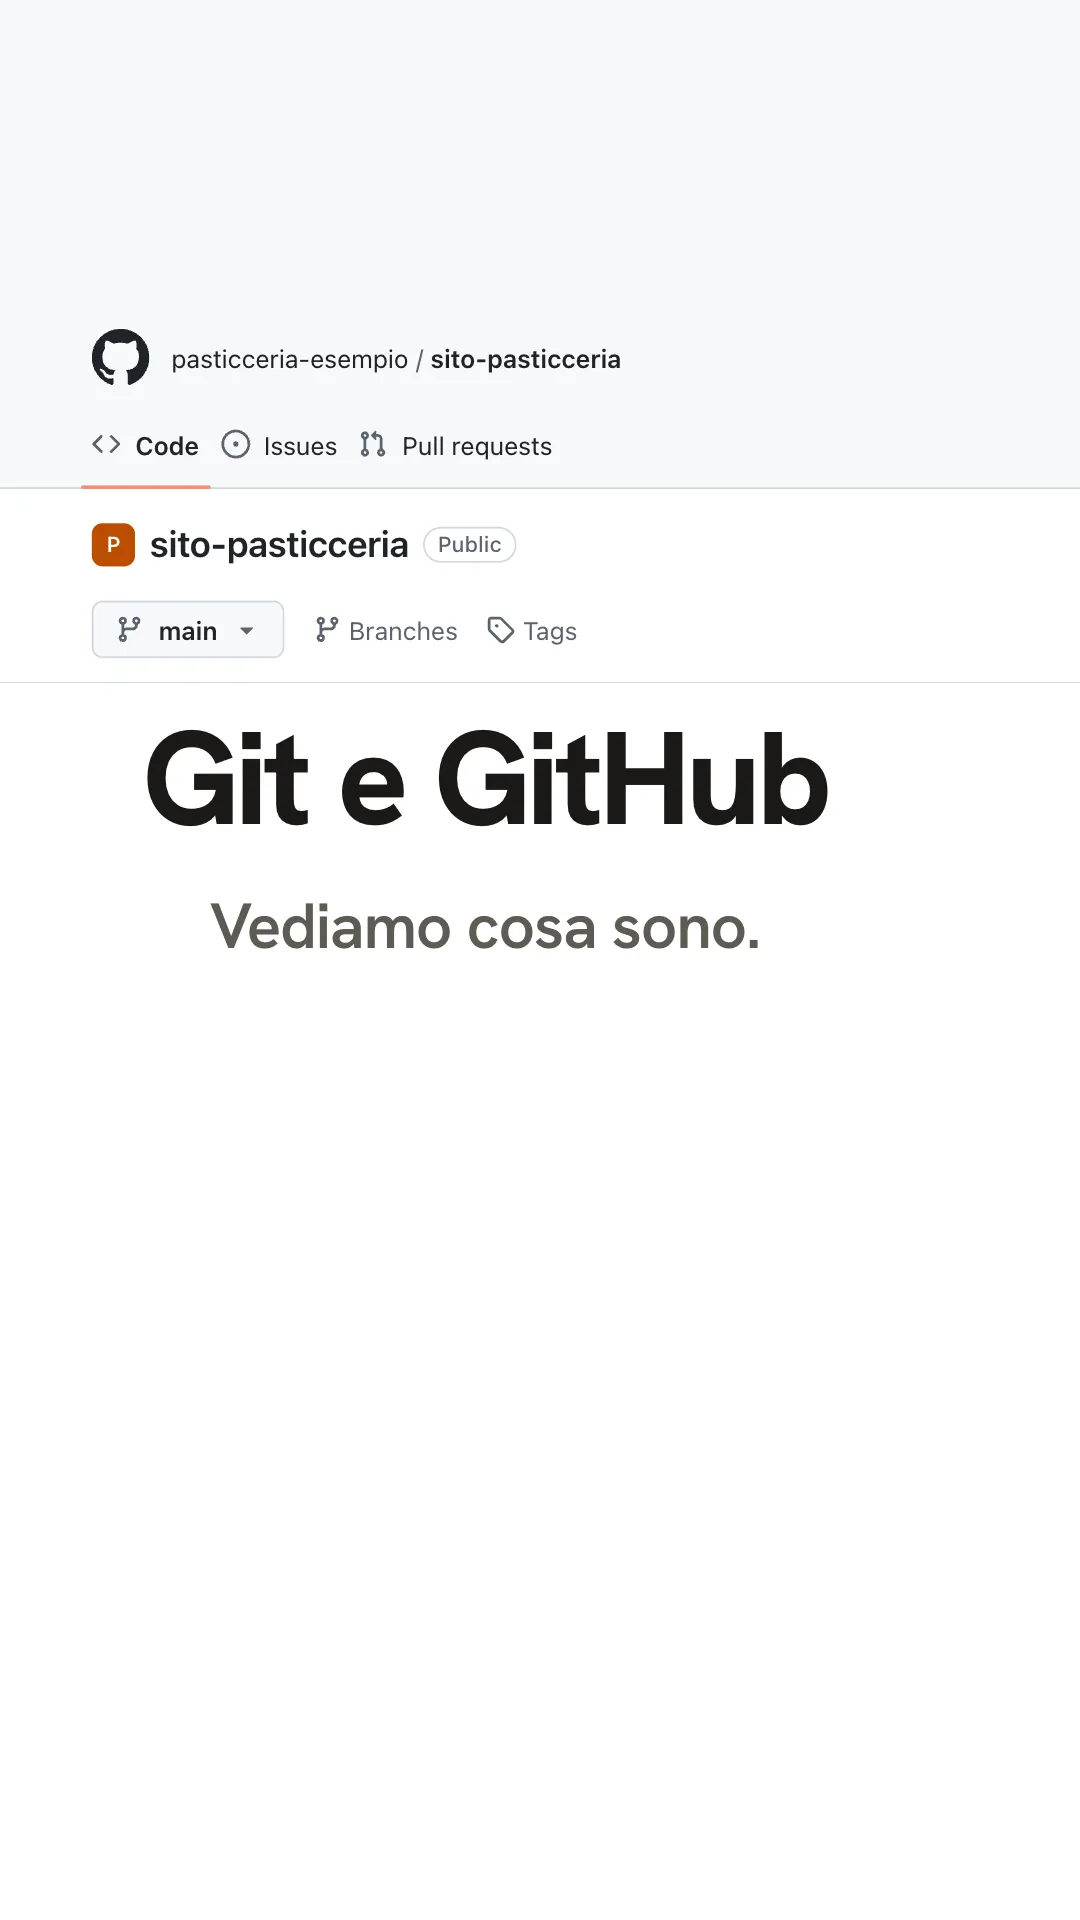 pasticceria-esempio / sito-pasticceria
Code Issues Pull requests
P sito-pasticceria Public
main Branches Tags
Git e GitHub
Vediamo cosa sono.